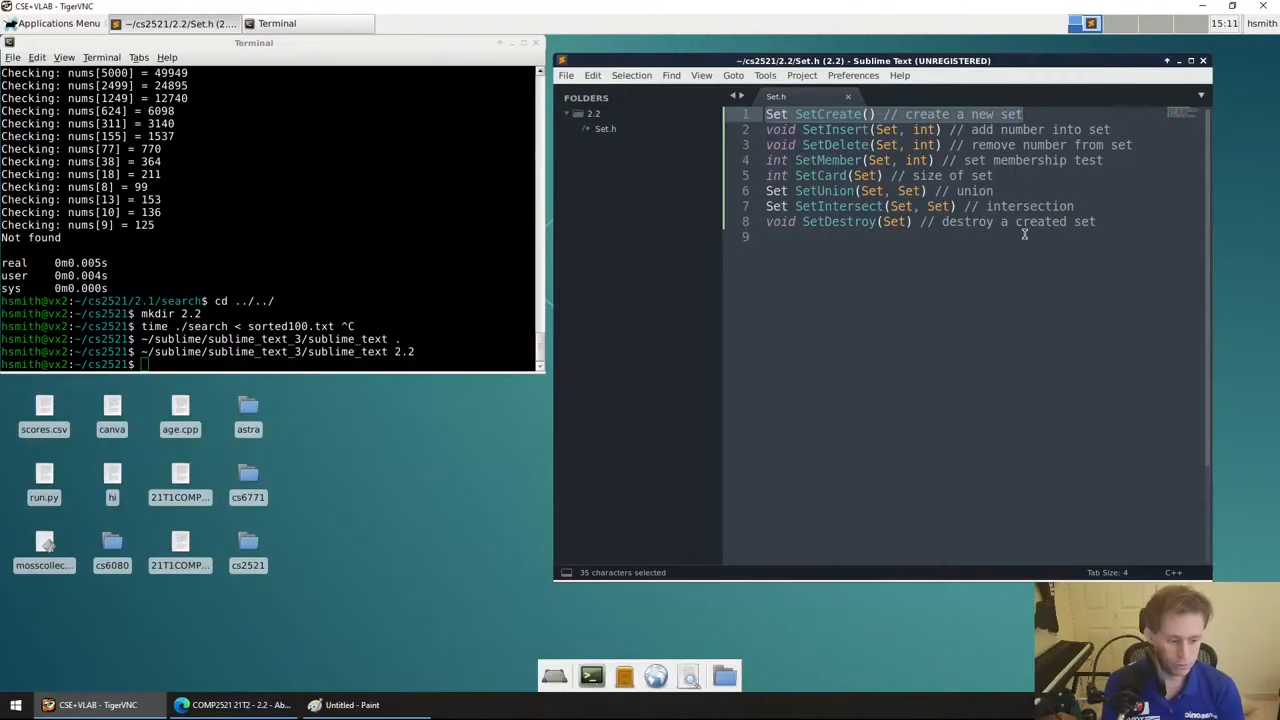 CSE+VLAB - TigerVNC
Applications Menu
~/cs2521/2.2/Set.h (2....
Terminal
15:11
hsmith
Terminal
File Edit View Terminal Tabs Help
Checking: nums[5000] = 49949
Checking: nums[2499] = 24895
Checking: nums[1249] = 12740
Checking: nums[624] = 6098
Checking: nums[311] = 3140
Checking: nums[155] = 1537
Checking: nums[77] = 770
Checking: nums[38] = 364
Checking: nums[18] = 211
Checking: nums[8] = 99
Checking: nums[13] = 153
Checking: nums[10] = 136
Checking: nums[9] = 125
Not found
real 0m0.005s
user 0m0.004s
sys 0m0.000s
hsmith@vx2:~/cs2521/2.1/search$ cd ../../
hsmith@vx2:~/cs2521$ mkdir 2.2
hsmith@vx2:~/cs2521$ time ./search < sorted100.txt ^C
hsmith@vx2:~/cs2521$ ~/sublime/sublime_text_3/sublime_text .
hsmith@vx2:~/cs2521$ ~/sublime/sublime_text_3/sublime_text 2.2
hsmith@vx2:~/cs2521$
~/cs2521/2.2/Set.h (2.2) - Sublime Text (UNREGISTERED)
File Edit Selection Find View Goto Tools Project Preferences Help
FOLDERS
2.2
/* Set.h
Set.h
1 Set SetCreate() // create a new set
2 void SetInsert(Set, int) // add number into set
3 void SetDelete(Set, int) // remove number from set
4 int SetMember(Set, int) // set membership test
5 int SetCard(Set) // size of set
6 Set SetUnion(Set, Set) // union
7 Set SetIntersect(Set, Set) // intersection
8 void SetDestroy(Set) // destroy a created set
9
35 characters selected
Tab Size: 4
C++
scores.csv canva age.cpp astra
run.py hi 21T1COMP... cs6771
mosscollec... cs6080 21T1COMP... cs2521
CSE+VLAB - TigerVNC
COMP2521 21T2 - 2.2 - Ab...
Untitled - Paint